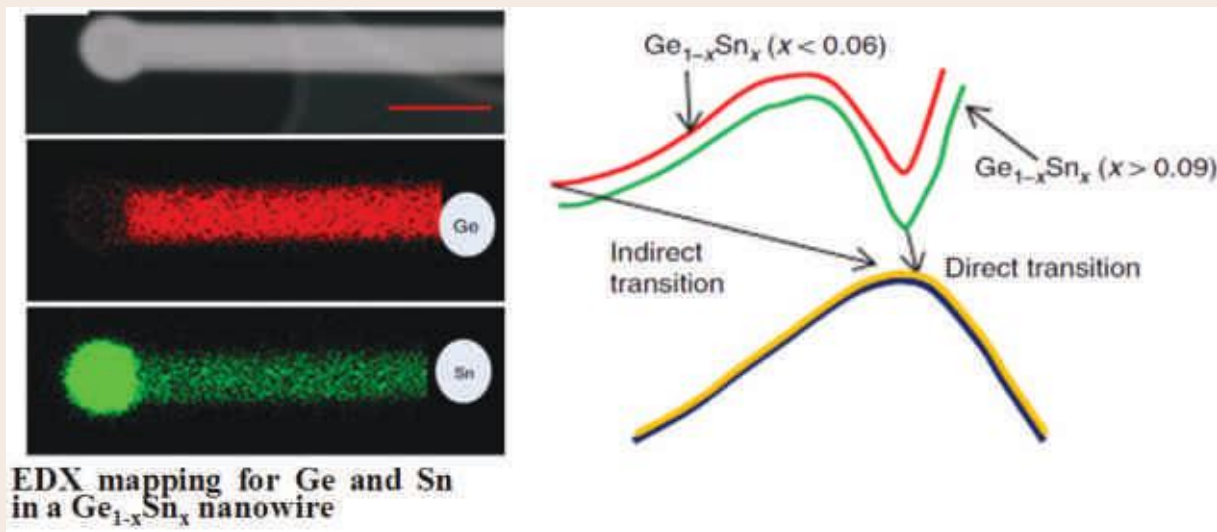 Ge
Sn
EDX mapping for Ge and Sn
in a Ge₁₋ₓSnₓ nanowire
Ge₁₋ₓSnₓ (x < 0.06)
Ge₁₋ₓSnₓ (x > 0.09)
Indirect
transition
Direct transition